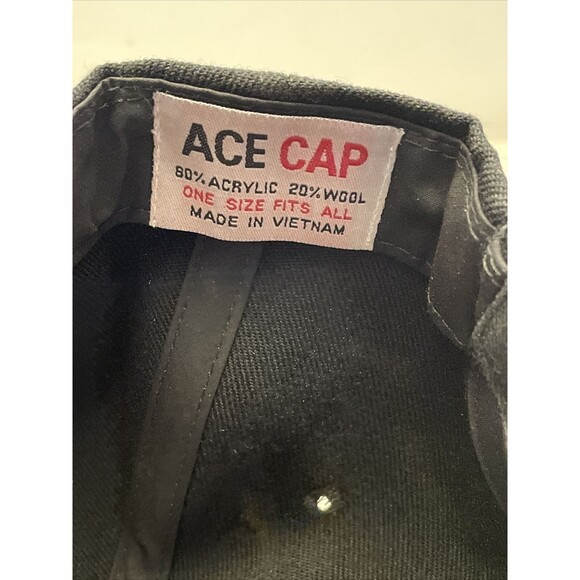 ACE CAP
80% ACRYLIC 20% WOOL
ONE SIZE FITS ALL
MADE IN VIETNAM